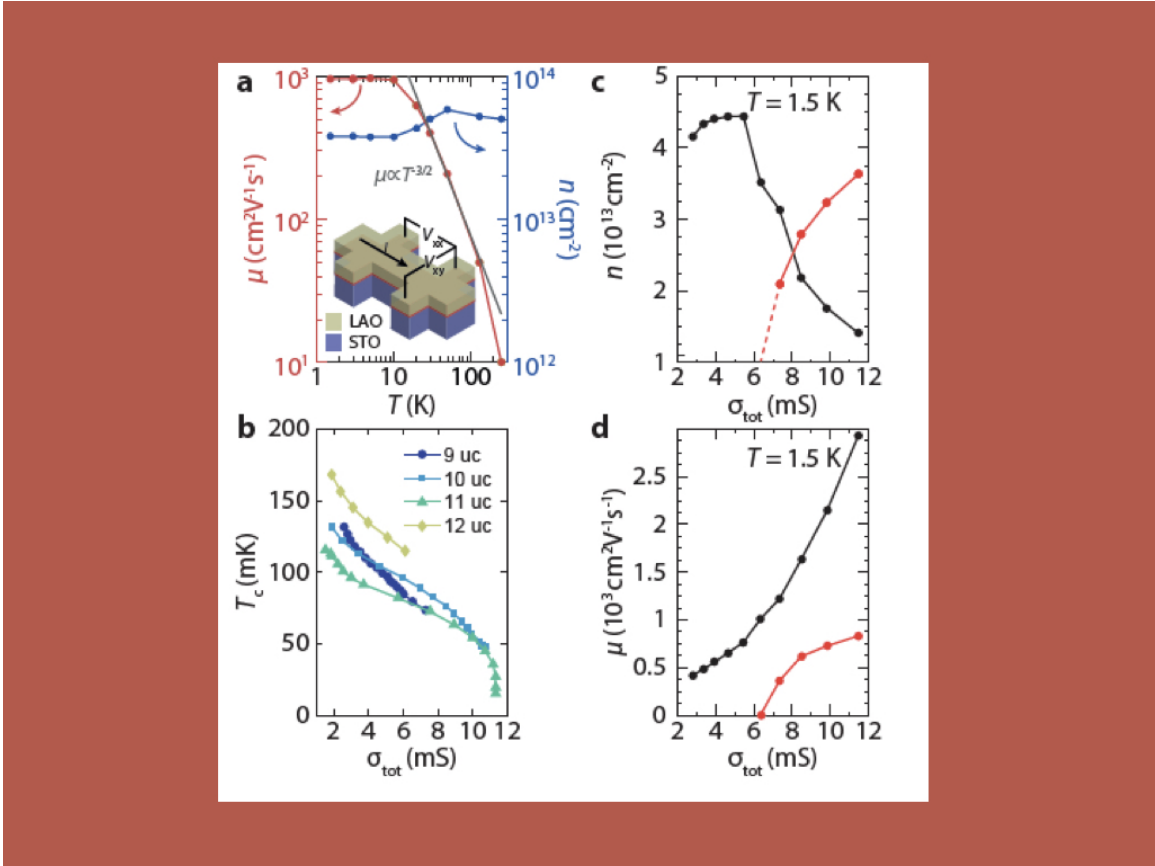 a
10³
10²
10¹
μ (cm²V⁻¹s⁻¹)
10¹⁴
10¹³
10¹²
n (cm⁻²)
μ∝T⁻³/²
I
Vxx
Vxy
LAO
STO
1 10 100
T (K)
c
T = 1.5 K
5
4
3
2
1
n (10¹³cm⁻²)
2 4 6 8 10 12
σtot (mS)
b
200
150
100
50
0
Tc (mK)
9 uc
10 uc
11 uc
12 uc
2 4 6 8 10 12
σtot (mS)
d
T = 1.5 K
2.5
2
1.5
1
0.5
0
μ (10³cm²V⁻¹s⁻¹)
2 4 6 8 10 12
σtot (mS)